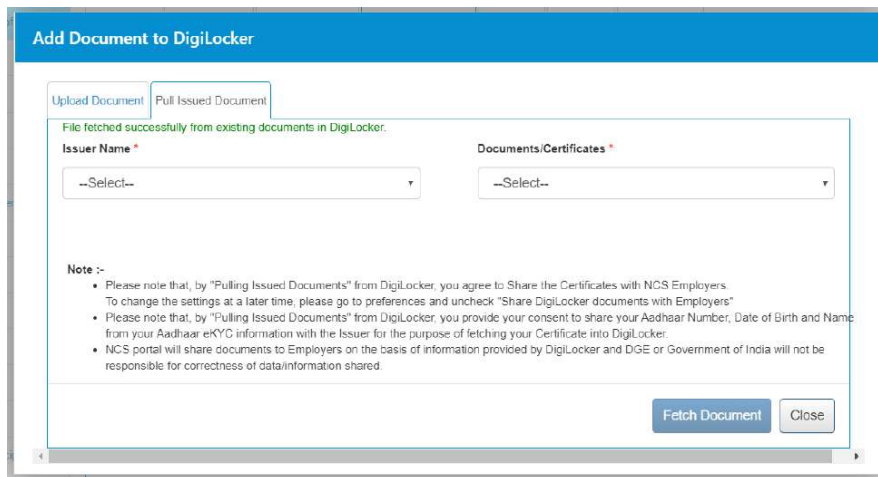 Add Document to DigiLocker
Upload Document Pull Issued Document
File fetched successfully from existing documents in DigiLocker.
Issuer Name * Documents/Certificates *
--Select-- --Select--
Note :-
Please note that, by "Pulling Issued Documents" from DigiLocker, you agree to Share the Certificates with NCS Employers.
To change the settings at a later time, please go to preferences and uncheck "Share DigiLocker documents with Employers"
Please note that, by "Pulling Issued Documents" from DigiLocker, you provide your consent to share your Aadhaar Number, Date of Birth and Name
from your Aadhaar eKYC information with the Issuer for the purpose of fetching your Certificate into DigiLocker.
NCS portal will share documents to Employers on the basis of information provided by DigiLocker and DGE or Government of India will not be
responsible for correctness of data/information shared.
Fetch Document Close